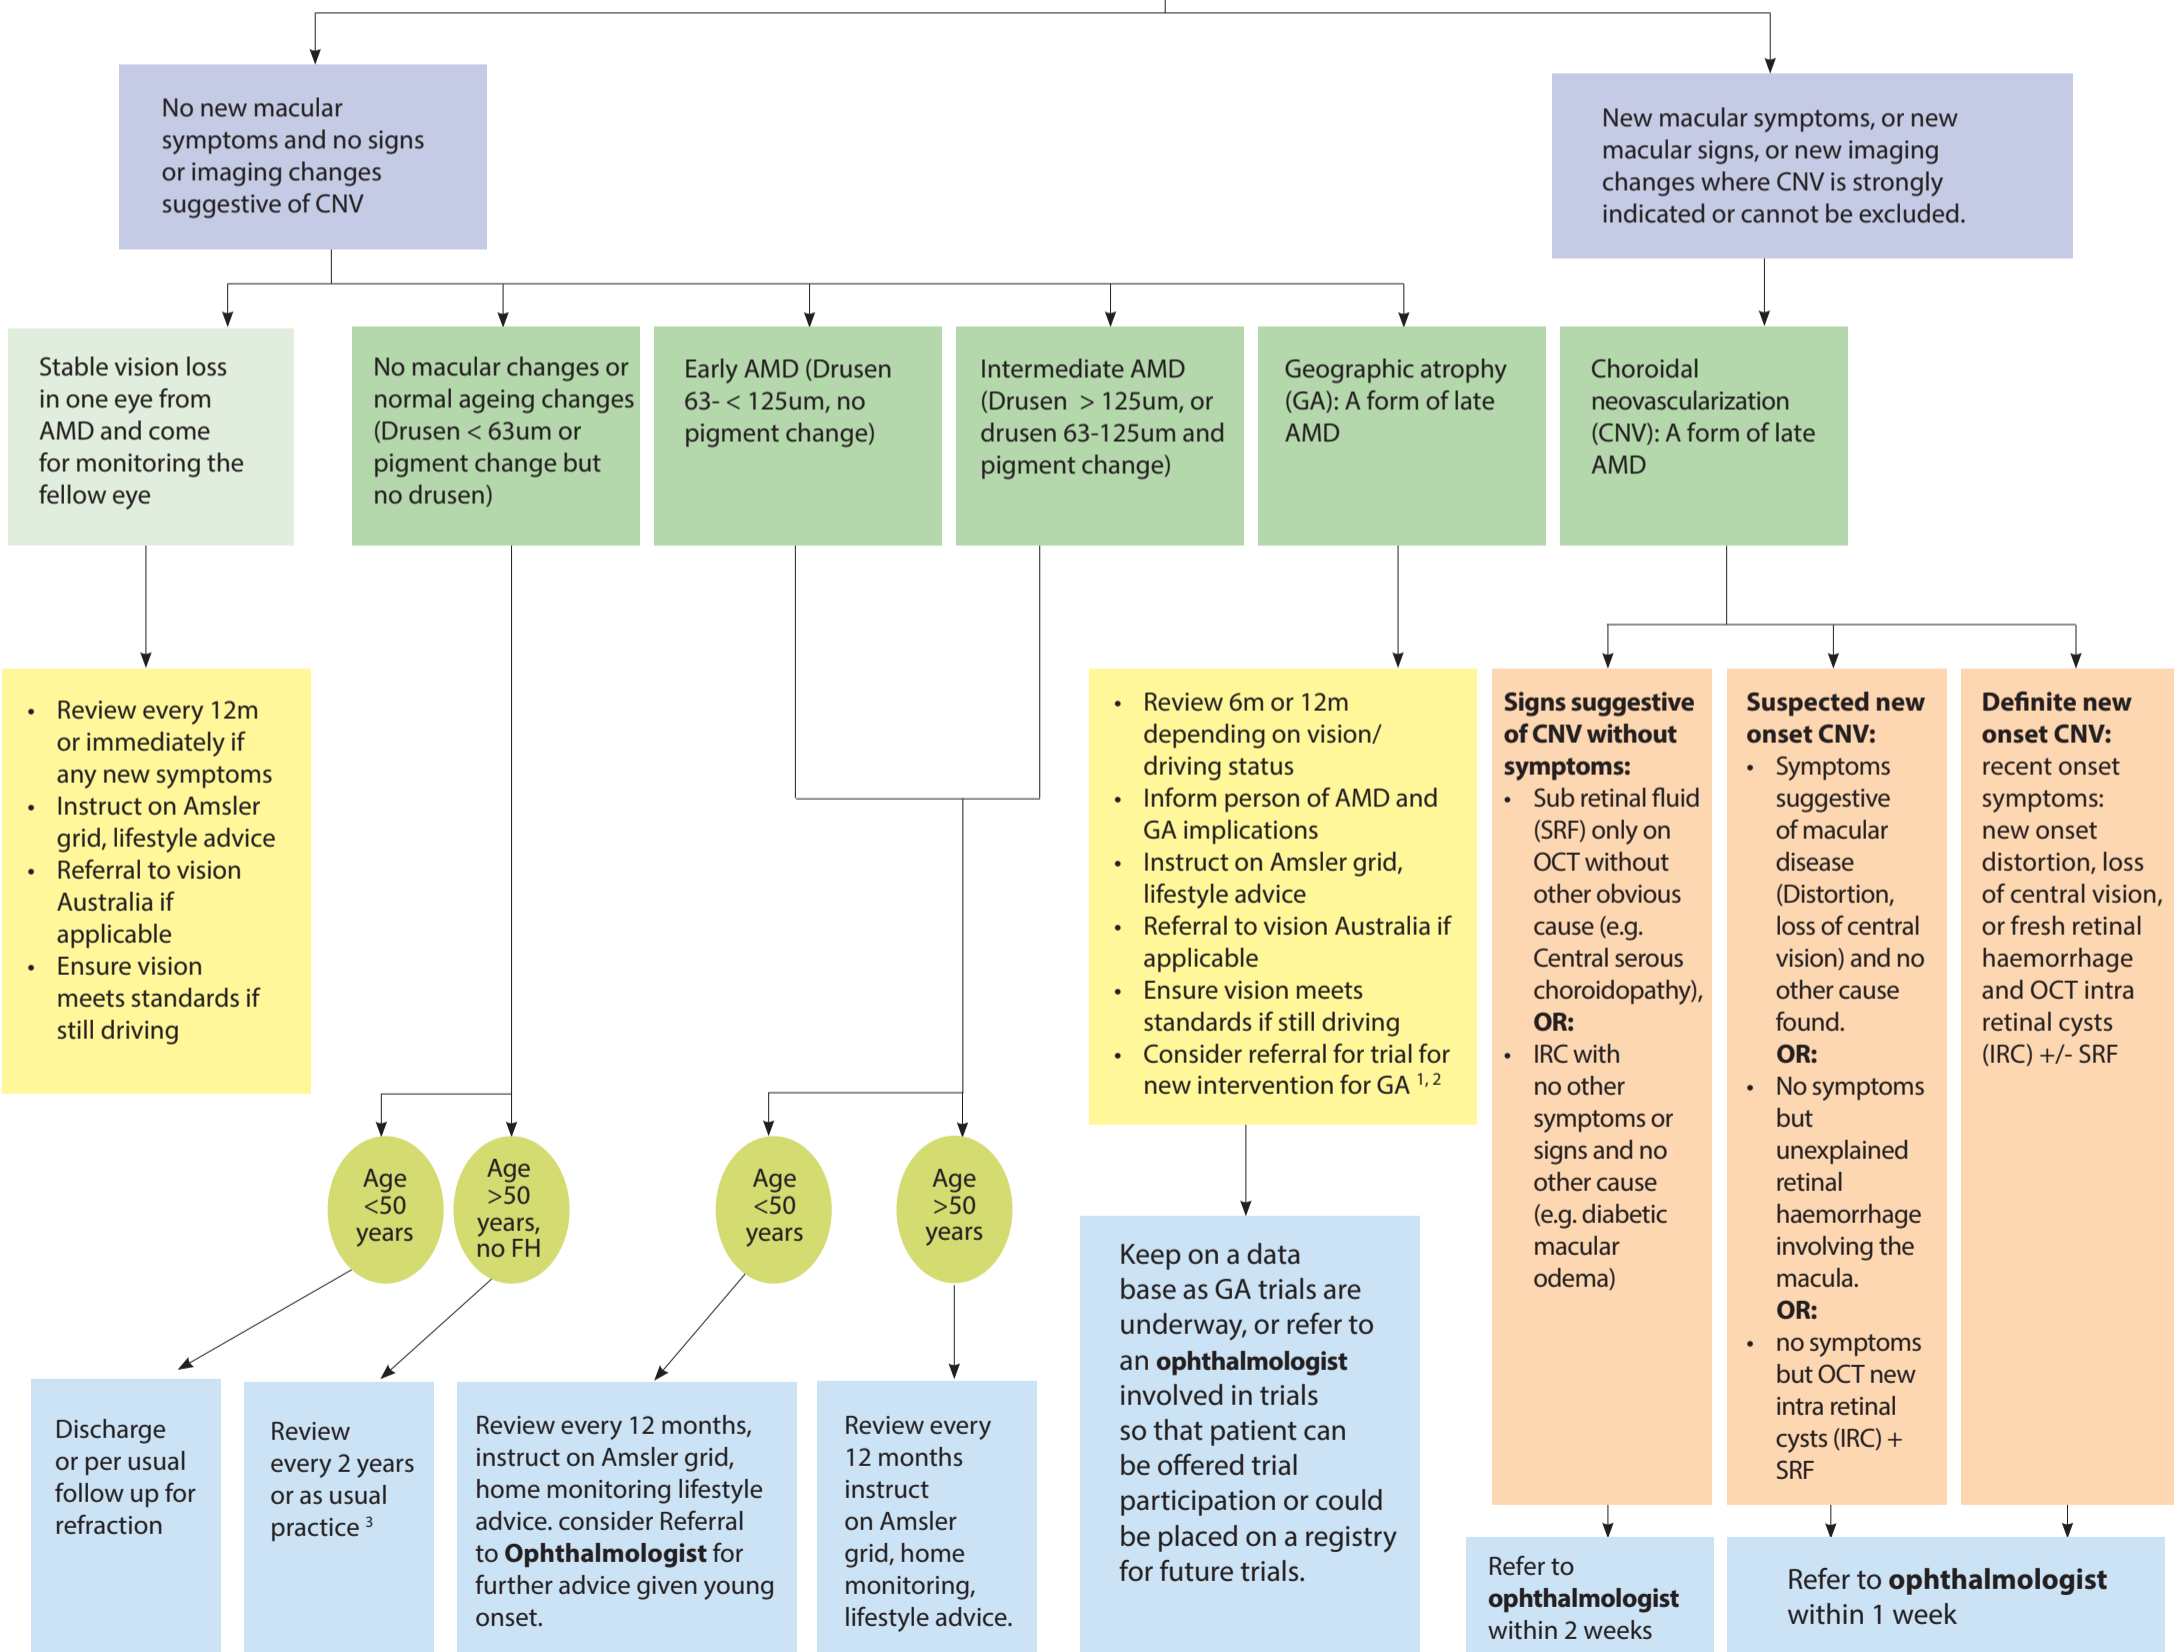 No new macular
symptoms and no signs
or imaging changes
suggestive of CNV
New macular symptoms, or new
macular signs, or new imaging
changes where CNV is strongly
indicated or cannot be excluded.
Stable vision loss
in one eye from
AMD and come
for monitoring the
fellow eye
No macular changes or
normal ageing changes
(Drusen < 63um or
pigment change but
no drusen)
Early AMD (Drusen
63- < 125um, no
pigment change)
Intermediate AMD
(Drusen > 125um, or
drusen 63-125um and
pigment change)
Geographic atrophy
(GA): A form of late
AMD
Choroidal
neovascularization
(CNV): A form of late
AMD
• Review every 12m
or immediately if
any new symptoms
• Instruct on Amsler
grid, lifestyle advice
• Referral to vision
Australia if
applicable
• Ensure vision
meets standards if
still driving
• Review 6m or 12m
depending on vision/
driving status
• Inform person of AMD and
GA implications
• Instruct on Amsler grid,
lifestyle advice
• Referral to vision Australia if
applicable
• Ensure vision meets
standards if still driving
• Consider referral for trial for
new intervention for GA 1, 2
Signs suggestive
of CNV without
symptoms:
• Sub retinal fluid
(SRF) only on
OCT without
other obvious
cause (e.g.
Central serous
choroidopathy),
OR:
• IRC with
no other
symptoms or
signs and no
other cause
(e.g. diabetic
macular
odema)
Suspected new
onset CNV:
• Symptoms
suggestive
of macular
disease
(Distortion,
loss of central
vision) and no
other cause
found.
OR:
• No symptoms
but
unexplained
retinal
haemorrhage
involving the
macula.
OR:
• no symptoms
but OCT new
intra retinal
cysts (IRC) +
SRF
Definite new
onset CNV:
recent onset
symptoms:
new onset
distortion, loss
of central vision,
or fresh retinal
haemorrhage
and OCT intra
retinal cysts
(IRC) +/- SRF
Age
<50
years
Age
>50
years,
no FH
Age
<50
years
Age
>50
years
Discharge
or per usual
follow up for
refraction
Review
every 2 years
or as usual
practice 3
Review every 12 months,
instruct on Amsler grid,
home monitoring lifestyle
advice. consider Referral
to Ophthalmologist for
further advice given young
onset.
Review every
12 months
instruct
on Amsler
grid, home
monitoring,
lifestyle advice.
Keep on a data
base as GA trials are
underway, or refer to
an ophthalmologist
involved in trials
so that patient can
be offered trial
participation or could
be placed on a registry
for future trials.
Refer to
ophthalmologist
within 2 weeks
Refer to ophthalmologist
within 1 week